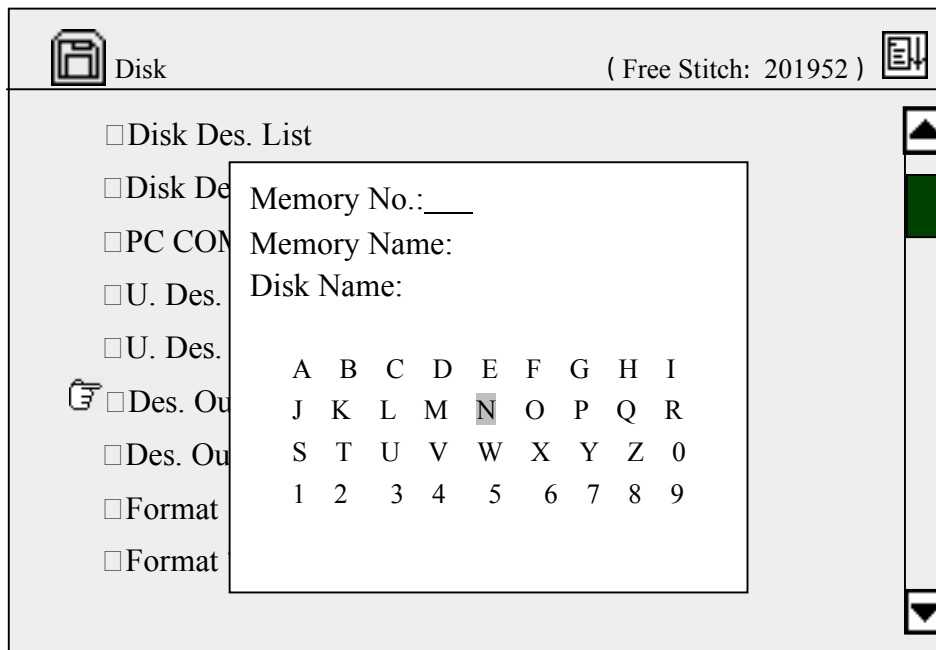 Disk ( Free Stitch: 201952 )
□Disk Des. List
□Disk De
□PC COM
□U. Des.
□U. Des.
□Des. Ou
□Des. Ou
□Format
□Format
Memory No.:___
Memory Name:
Disk Name:
A B C D E F G H I
J K L M N O P Q R
S T U V W X Y Z 0
1 2 3 4 5 6 7 8 9